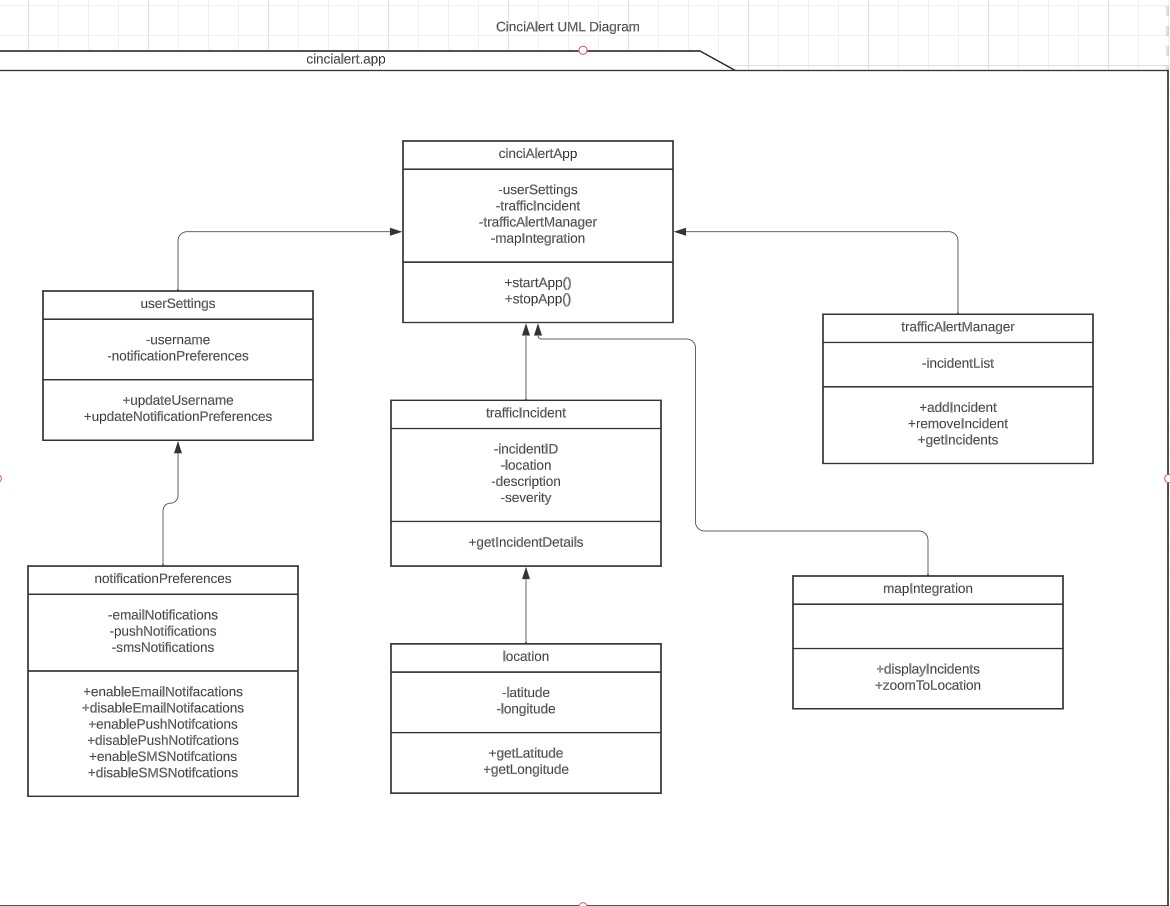 CinciAlert UML Diagram
cincialert.app
cinciAlertApp
-userSettings
-trafficIncident
-trafficAlertManager
-mapIntegration
+startApp()
+stopApp()
userSettings
-username
-notificationPreferences
+updateUsername
+updateNotificationPreferences
trafficAlertManager
-incidentList
+addIncident
+removeIncident
+getIncidents
trafficIncident
-incidentID
-location
-description
-severity
+getIncidentDetails
notificationPreferences
-emailNotifications
-pushNotifications
-smsNotifications
+enableEmailNotifacations
+disableEmailNotifacations
+enablePushNotifcations
+disablePushNotifcations
+enableSMSNotifcations
+disableSMSNotifcations
location
-latitude
-longitude
+getLatitude
+getLongitude
mapIntegration
+displayIncidents
+zoomToLocation